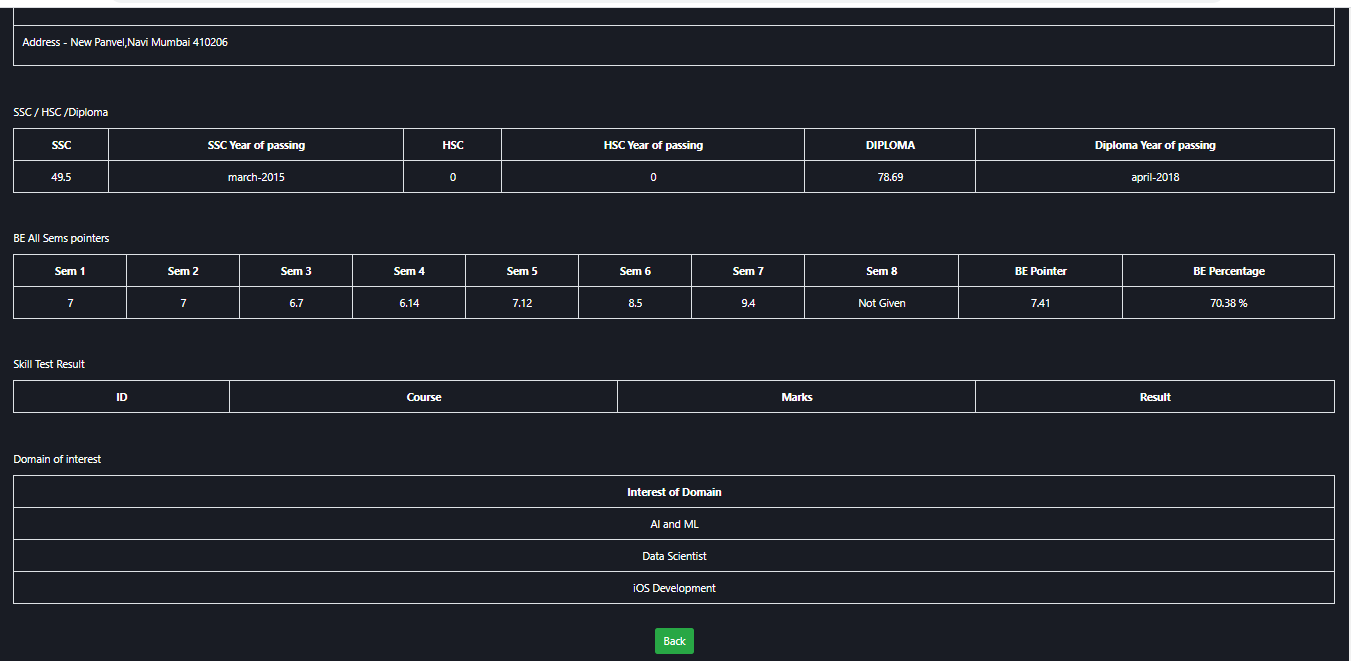 Address - New Panvel,Navi Mumbai 410206
SSC / HSC /Diploma
SSC SSC Year of passing HSC HSC Year of passing DIPLOMA Diploma Year of passing
49.5 march-2015 0 0 78.69 april-2018
BE All Sems pointers
Sem 1 Sem 2 Sem 3 Sem 4 Sem 5 Sem 6 Sem 7 Sem 8 BE Pointer BE Percentage
7 7 6.7 6.14 7.12 8.5 9.4 Not Given 7.41 70.38 %
Skill Test Result
ID Course Marks Result
Domain of interest
Interest of Domain
AI and ML
Data Scientist
iOS Development
Back